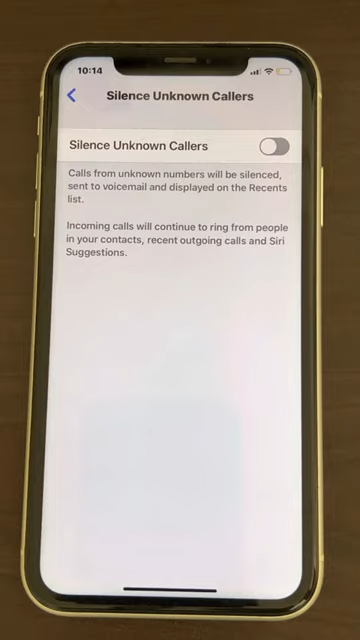 10:14
Silence Unknown Callers
Silence Unknown Callers
Calls from unknown numbers will be silenced,
sent to voicemail and displayed on the Recents
list.
Incoming calls will continue to ring from people
in your contacts, recent outgoing calls and Siri
Suggestions.